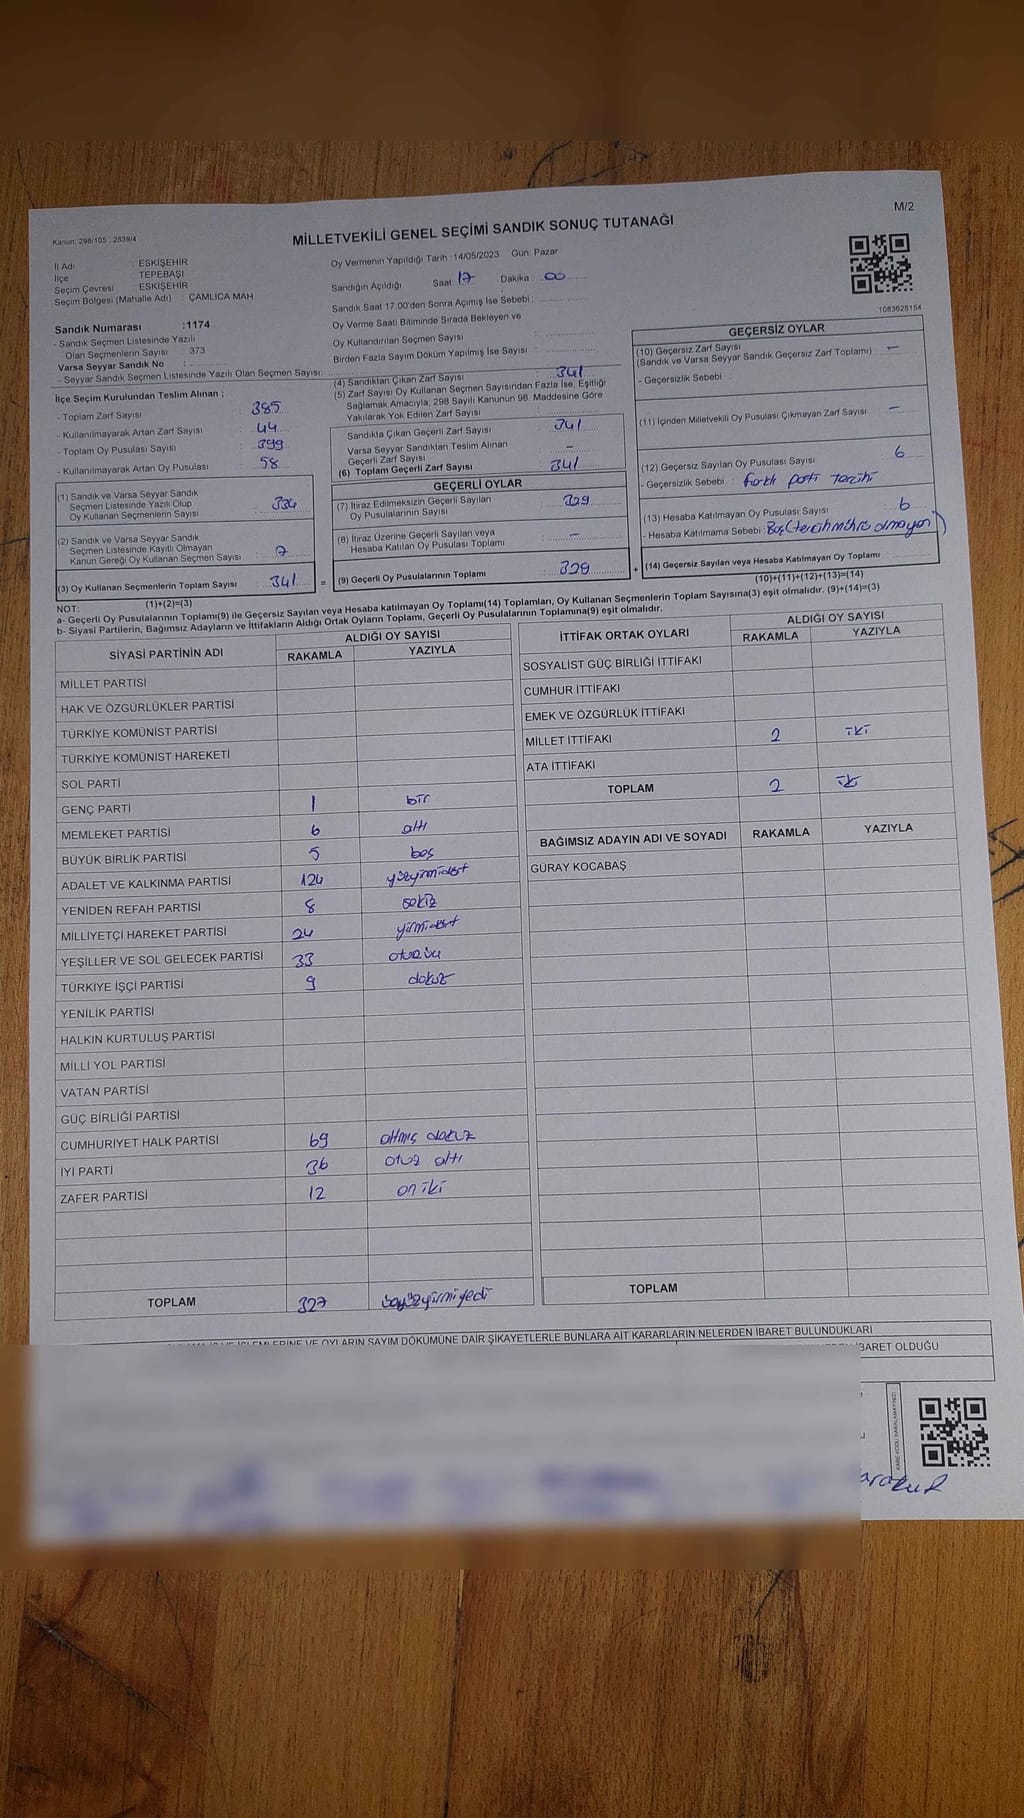 M/2
Kanun: 298/105 : 2839/4
MİLLETVEKİLİ GENEL SEÇİMİ SANDIK SONUÇ TUTANAĞI
İl Adı : ESKİŞEHİR
İlçe : TEPEBAŞI
Seçim Çevresi : ESKİŞEHİR
Seçim Bölgesi (Mahalle Adı) : ÇAMLICA MAH.
Oy Vermenin Yapıldığı Tarih :14/05/2023 Gün: Pazar
Sandığın Açıldığı Saat: 17 Dakika : 00
Sandık Saat 17:00'den Sonra Açımış İse Sebebi :
Oy Verme Saati Bitiminde Sırada Bekleyen ve
Oy Kullandırılan Seçmen Sayısı :
Birden Fazla Sayım Döküm Yapılmış İse Sayısı :
1083628154
Sandık Numarası :1174
- Sandık Seçmen Listesinde Yazılı
Olan Seçmenlerin Sayısı : 373
Varsa Seyyar Sandık No :
- Seyyar Sandık Seçmen Listesinde Yazılı Olan Seçmen Sayısı:
İlçe Seçim Kurulundan Teslim Alınan ;
- Toplam Zarf Sayısı : 385
- Kullanılmayarak Artan Zarf Sayısı : 44
- Toplam Oy Pusulası Sayısı : 399
- Kullanılmayarak Artan Oy Pusulası : 58
(1) Sandık ve Varsa Seyyar Sandık
Seçmen Listesinde Yazılı Olup
Oy Kullanan Seçmenlerin Sayısı : 334
(2) Sandık ve Varsa Seyyar Sandık
Seçmen Listesinde Kayıtlı Olmayan
Kanun Gereği Oy Kullanan Seçmen Sayısı : 7
(3) Oy Kullanan Seçmenlerin Toplam Sayısı : 341 =
(1)+(2)=(3)
(4) Sandıktan Çıkan Zarf Sayısı : 341
(5) Zarf Sayısı Oy Kullanan Seçmen Sayısından Fazla İse, Eşitliği
Sağlamak Amacıyla; 298 Sayılı Kanunun 98. Maddesine Göre
Yakılarak Yok Edilen Zarf Sayısı :
Sandıkta Çıkan Geçerli Zarf Sayısı : 341
Varsa Seyyar Sandıktan Teslim Alınan
Geçerli Zarf Sayısı : -
(6) Toplam Geçerli Zarf Sayısı : 341
GEÇERLİ OYLAR
(7) İtiraz Edilmeksizin Geçerli Sayılan
Oy Pusulalarının Sayısı : 329
(8) İtiraz Üzerine Geçerli Sayılan veya
Hesaba Katılan Oy Pusulası Toplamı : -
(9) Geçerli Oy Pusulalarının Toplamı : 329 +
GEÇERSİZ OYLAR
(10) Geçersiz Zarf Sayısı : -
(Sandık ve Varsa Seyyar Sandık Geçersiz Zarf Toplamı)
- Geçersizlik Sebebi :
(11) İçinden Milletvekili Oy Pusulası Çıkmayan Zarf Sayısı : -
(12) Geçersiz Sayılan Oy Pusulası Sayısı : 6
- Geçersizlik Sebebi : farklı parti tercihi
(13) Hesaba Katılmayan Oy Pusulası Sayısı : 6
- Hesaba Katılmama Sebebi : Boş(tercih mührü olmayan)
(14) Geçersiz Sayılan veya Hesaba Katılmayan Oy Toplamı :
(10)+(11)+(12)+(13)=(14)
NOT:
a- Geçerli Oy Pusulalarının Toplamı(9) ile Geçersiz Sayılan veya Hesaba katılmayan Oy Toplamı(14) Toplamları, Oy Kullanan Seçmenlerin Toplam Sayısına(3) eşit olmalıdır. (9)+(14)=(3)
b- Siyasi Partilerin, Bağımsız Adayların ve İttifakların Aldığı Ortak Oyların Toplamı, Geçerli Oy Pusulalarının Toplamına(9) eşit olmalıdır.
SİYASİ PARTİNİN ADI ALDIĞI OY SAYISI
RAKAMLA YAZIYLA
MİLLET PARTİSİ
HAK VE ÖZGÜRLÜKLER PARTİSİ
TÜRKİYE KOMÜNİST PARTİSİ
TÜRKİYE KOMÜNİST HAREKETİ
SOL PARTİ
GENÇ PARTİ 1 bir
MEMLEKET PARTİSİ 6 altı
BÜYÜK BİRLİK PARTİSİ 5 beş
ADALET VE KALKINMA PARTİSİ 124 yüzyirmidört
YENİDEN REFAH PARTİSİ 8 sekiz
MİLLİYETÇİ HAREKET PARTİSİ 24 yirmidört
YEŞİLLER VE SOL GELECEK PARTİSİ 33 otuzüç
TÜRKİYE İŞÇİ PARTİSİ 9 dokuz
YENİLİK PARTİSİ
HALKIN KURTULUŞ PARTİSİ
MİLLİ YOL PARTİSİ
VATAN PARTİSİ
GÜÇ BİRLİĞİ PARTİSİ
CUMHURİYET HALK PARTİSİ 69 altmış dokuz
İYİ PARTİ 36 otuz altı
ZAFER PARTİSİ 12 on iki
TOPLAM 327 üçyüzyirmiyedi
İTTİFAK ORTAK OYLARI ALDIĞI OY SAYISI
RAKAMLA YAZIYLA
SOSYALİST GÜÇ BİRLİĞİ İTTİFAKI
CUMHUR İTTİFAKI
EMEK VE ÖZGÜRLÜK İTTİFAKI
MİLLET İTTİFAKI 2 iki
ATA İTTİFAKI
TOPLAM 2 iki
BAĞIMSIZ ADAYIN ADI VE SOYADI RAKAMLA YAZIYLA
GÜRAY KOCABAŞ
TOPLAM
VE OYLARIN SAYIM DÖKÜMÜNE DAİR ŞİKAYETLERLE BUNLARA AİT KARARLARIN NELERDEN İBARET BULUNDUKLARI
İBARET OLDUĞU